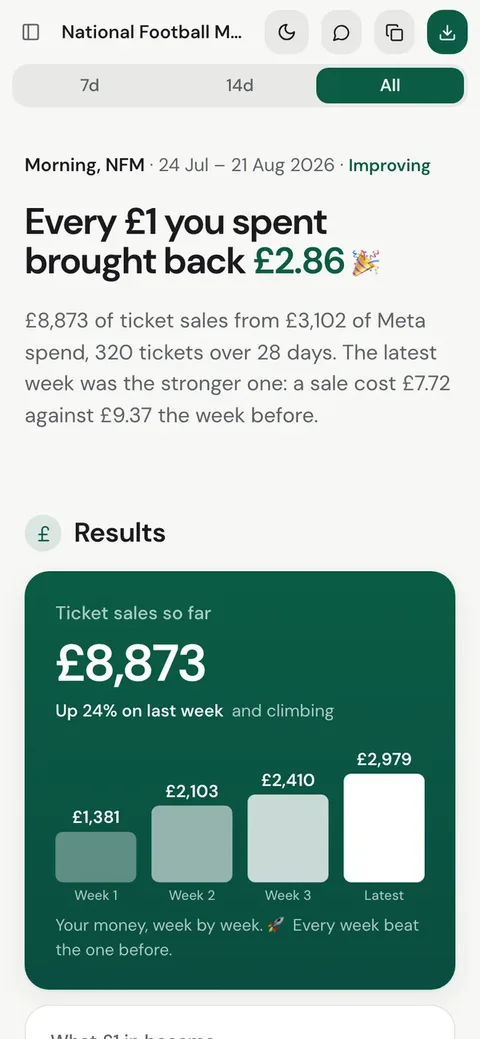 National Football M...
7d 14d All
Morning, NFM · 24 Jul – 21 Aug 2026 · Improving
Every £1 you spent
brought back £2.86 🎉
£8,873 of ticket sales from £3,102 of Meta
spend, 320 tickets over 28 days. The latest
week was the stronger one: a sale cost £7.72
against £9.37 the week before.
£ Results
Ticket sales so far
£8,873
Up 24% on last week and climbing
£1,381 £2,103 £2,410 £2,979
Week 1 Week 2 Week 3 Latest
Your money, week by week. 🚀 Every week beat
the one before.